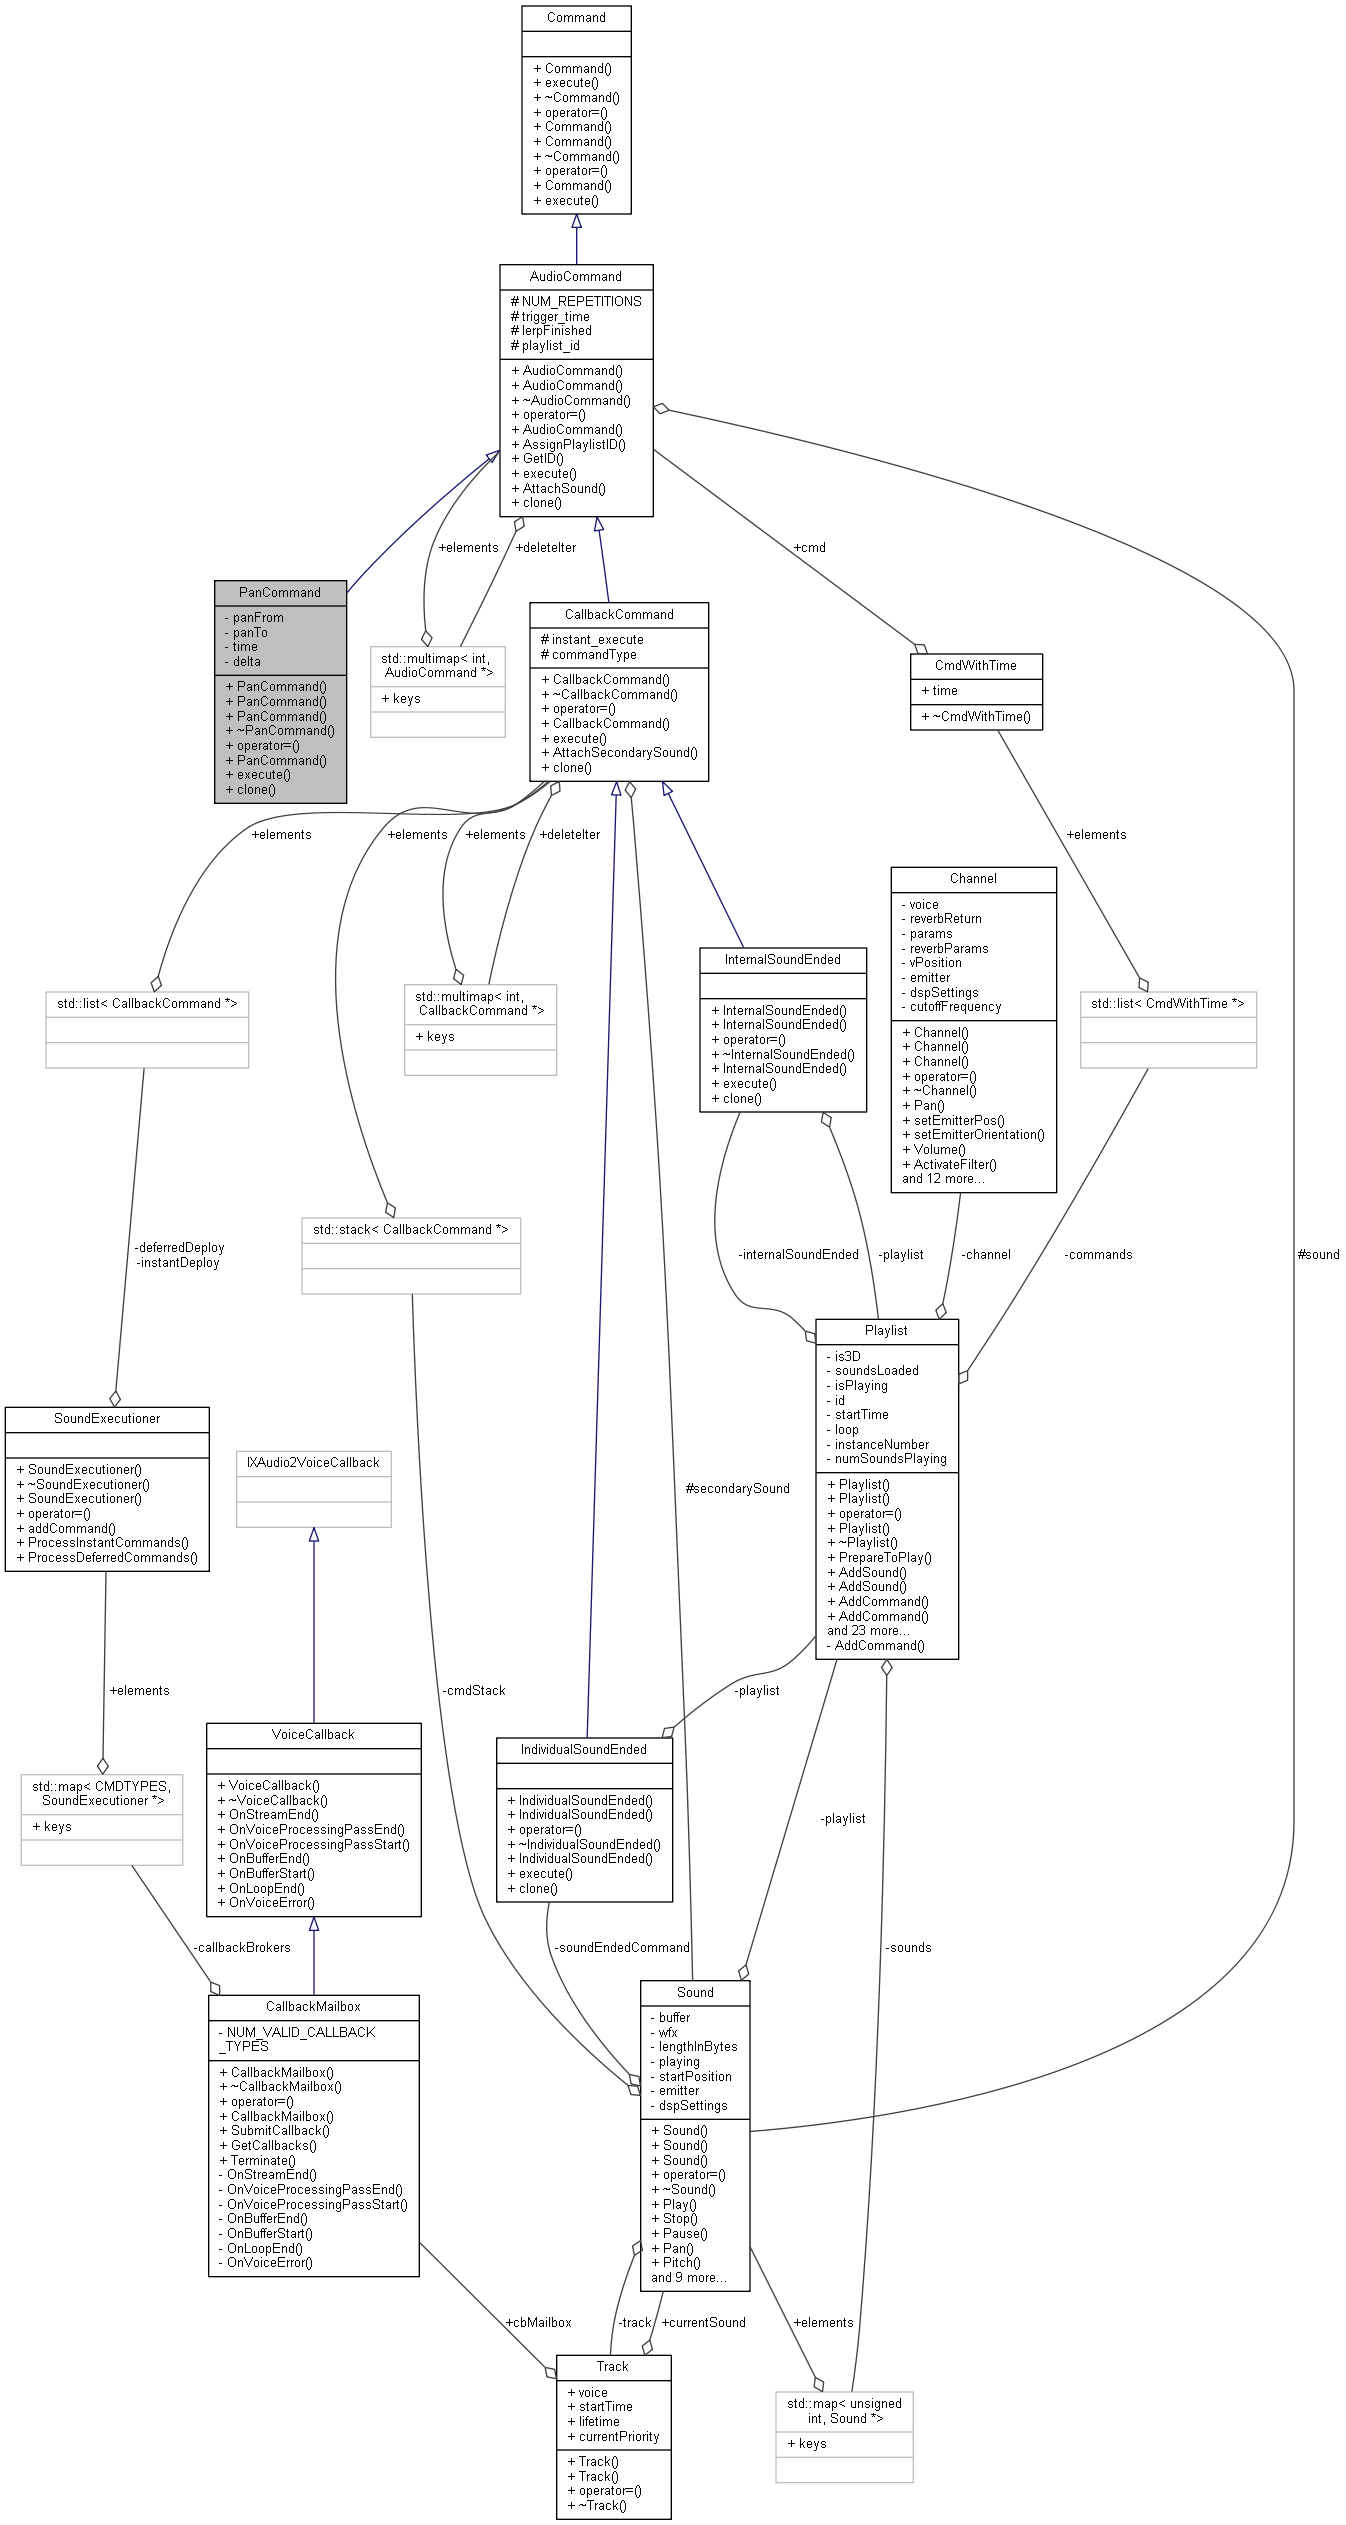 Command
+ Command()
+ execute()
+ ~Command()
+ operator=()
+ Command()
+ Command()
+ ~Command()
+ operator=()
+ Command()
+ execute()
AudioCommand
# NUM_REPETITIONS
# trigger_time
# lerpFinished
# playlist_id
+ AudioCommand()
+ AudioCommand()
+ ~AudioCommand()
+ operator=()
+ AudioCommand()
+ AssignPlaylistID()
+ GetID()
+ execute()
+ AttachSound()
+ clone()
+elements
+deleteIter
+cmd
#sound
PanCommand
- panFrom
- panTo
- time
- delta
+ PanCommand()
+ PanCommand()
+ PanCommand()
+ ~PanCommand()
+ operator=()
+ PanCommand()
+ execute()
+ clone()
std::multimap< int,
AudioCommand *>
+ keys
CallbackCommand
# instant_execute
# commandType
+ CallbackCommand()
+ ~CallbackCommand()
+ operator=()
+ CallbackCommand()
+ execute()
+ AttachSecondarySound()
+ clone()
CmdWithTime
+ time
+ ~CmdWithTime()
+elements
+elements
+elements
+deleteIter
+elements
Channel
- voice
- reverbReturn
- params
- reverbParams
- vPosition
- emitter
- dspSettings
- cutoffFrequency
+ Channel()
+ Channel()
+ Channel()
+ operator=()
+ ~Channel()
+ Pan()
+ setEmitterPos()
+ setEmitterOrientation()
+ Volume()
+ ActivateFilter()
and 12 more...
InternalSoundEnded
+ InternalSoundEnded()
+ InternalSoundEnded()
+ operator=()
+ ~InternalSoundEnded()
+ InternalSoundEnded()
+ execute()
+ clone()
std::list< CallbackCommand *>
std::multimap< int,
CallbackCommand *>
+ keys
std::list< CmdWithTime *>
std::stack< CallbackCommand *>
-deferredDeploy
-instantDeploy
-internalSoundEnded
-playlist
-channel
-commands
Playlist
- is3D
- soundsLoaded
- isPlaying
- id
- startTime
- loop
- instanceNumber
- numSoundsPlaying
+ Playlist()
+ Playlist()
+ operator=()
+ Playlist()
+ ~Playlist()
+ PrepareToPlay()
+ AddSound()
+ AddSound()
+ AddCommand()
+ AddCommand()
and 23 more...
- AddCommand()
SoundExecutioner
+ SoundExecutioner()
+ ~SoundExecutioner()
+ SoundExecutioner()
+ operator=()
+ addCommand()
+ ProcessInstantCommands()
+ ProcessDeferredCommands()
IXAudio2VoiceCallback
#secondarySound
+elements
-cmdStack
-playlist
VoiceCallback
+ VoiceCallback()
+ ~VoiceCallback()
+ OnStreamEnd()
+ OnVoiceProcessingPassEnd()
+ OnVoiceProcessingPassStart()
+ OnBufferEnd()
+ OnBufferStart()
+ OnLoopEnd()
+ OnVoiceError()
IndividualSoundEnded
+ IndividualSoundEnded()
+ IndividualSoundEnded()
+ operator=()
+ ~IndividualSoundEnded()
+ IndividualSoundEnded()
+ execute()
+ clone()
std::map< CMDTYPES,
SoundExecutioner *>
+ keys
-playlist
-callbackBrokers
-soundEndedCommand
-sounds
CallbackMailbox
- NUM_VALID_CALLBACK
_TYPES
+ CallbackMailbox()
+ ~CallbackMailbox()
+ operator=()
+ CallbackMailbox()
+ SubmitCallback()
+ GetCallbacks()
+ Terminate()
- OnStreamEnd()
- OnVoiceProcessingPassEnd()
- OnVoiceProcessingPassStart()
- OnBufferEnd()
- OnBufferStart()
- OnLoopEnd()
- OnVoiceError()
Sound
- buffer
- wfx
- lengthInBytes
- playing
- startPosition
- emitter
- dspSettings
+ Sound()
+ Sound()
+ Sound()
+ operator=()
+ ~Sound()
+ Play()
+ Stop()
+ Pause()
+ Pan()
+ Pitch()
and 9 more...
+cbMailbox
-track
+currentSound
+elements
Track
+ voice
+ startTime
+ lifetime
+ currentPriority
+ Track()
+ Track()
+ operator=()
+ ~Track()
std::map< unsigned
int, Sound *>
+ keys